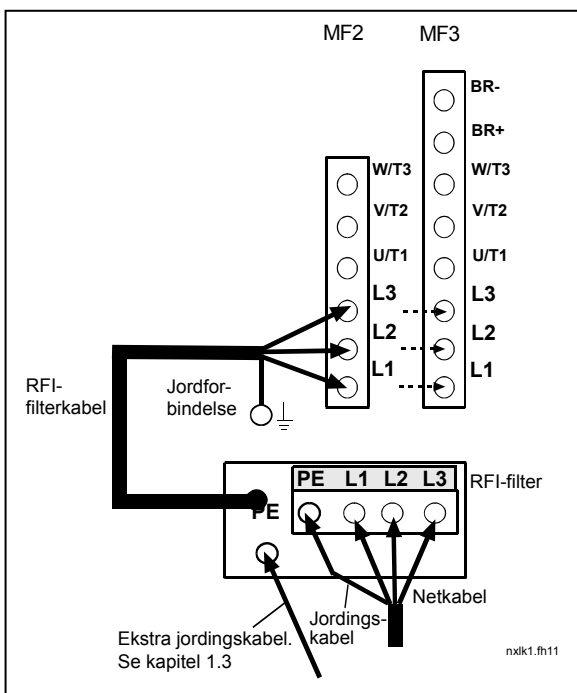 MF2 MF3
BR-
BR+
W/T3 W/T3
V/T2 V/T2
U/T1 U/T1
L3 L3
L2 L2
L1 L1
RFI-
filterkabel
Jordfor-
bindelse
PE L1 L2 L3
RFI-filter
PE
Netkabel
Jordings-
kabel
Ekstra jordingskabel.
Se kapitel 1.3
nxlk1.fh11